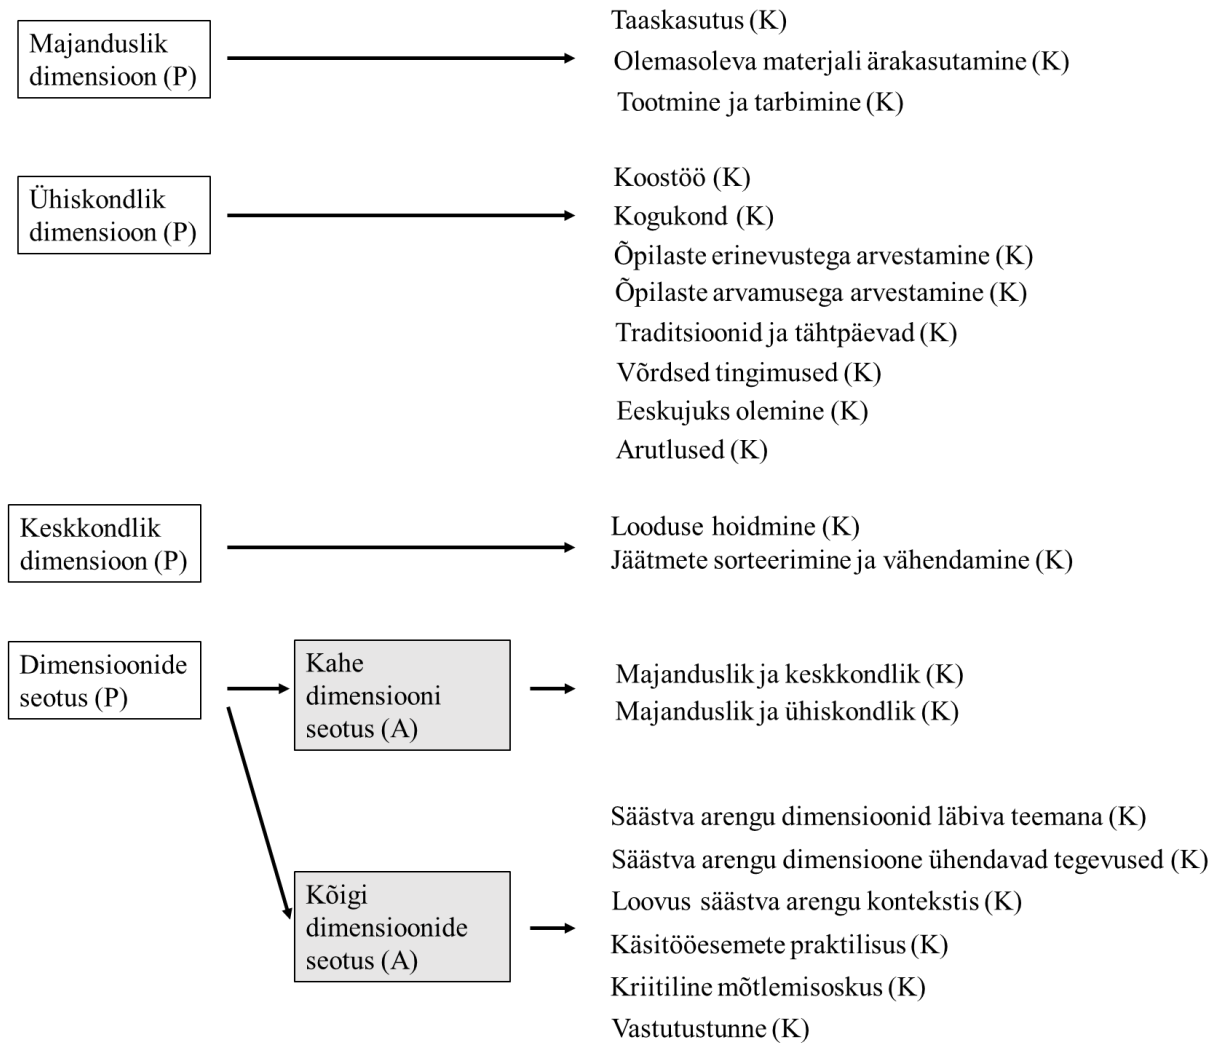 Majanduslik
dimensioon (P)
Taaskasutus (K)
Olemasoleva materjali ärakasutamine (K)
Tootmine ja tarbimine (K)
Ühiskondlik
dimensioon (P)
Koostöö (K)
Kogukond (K)
Õpilaste erinevustega arvestamine (K)
Õpilaste arvamusega arvestamine (K)
Traditsioonid ja tähtpäevad (K)
Võrdsed tingimused (K)
Eeskujuks olemine (K)
Arutlused (K)
Keskkondlik
dimensioon (P)
Looduse hoidmine (K)
Jäätmete sorteerimine ja vähendamine (K)
Dimensioonide
seotus (P)
Kahe
dimensiooni
seotus (A)
Majanduslik ja keskkondlik (K)
Majanduslik ja ühiskondlik (K)
Kõigi
dimensioonide
seotus (A)
Säästva arengu dimensioonid läbiva teemana (K)
Säästva arengu dimensioone ühendavad tegevused (K)
Loovus säästva arengu kontekstis (K)
Käsitööesemete praktilisus (K)
Kriitiline mõtlemisoskus (K)
Vastutustunne (K)